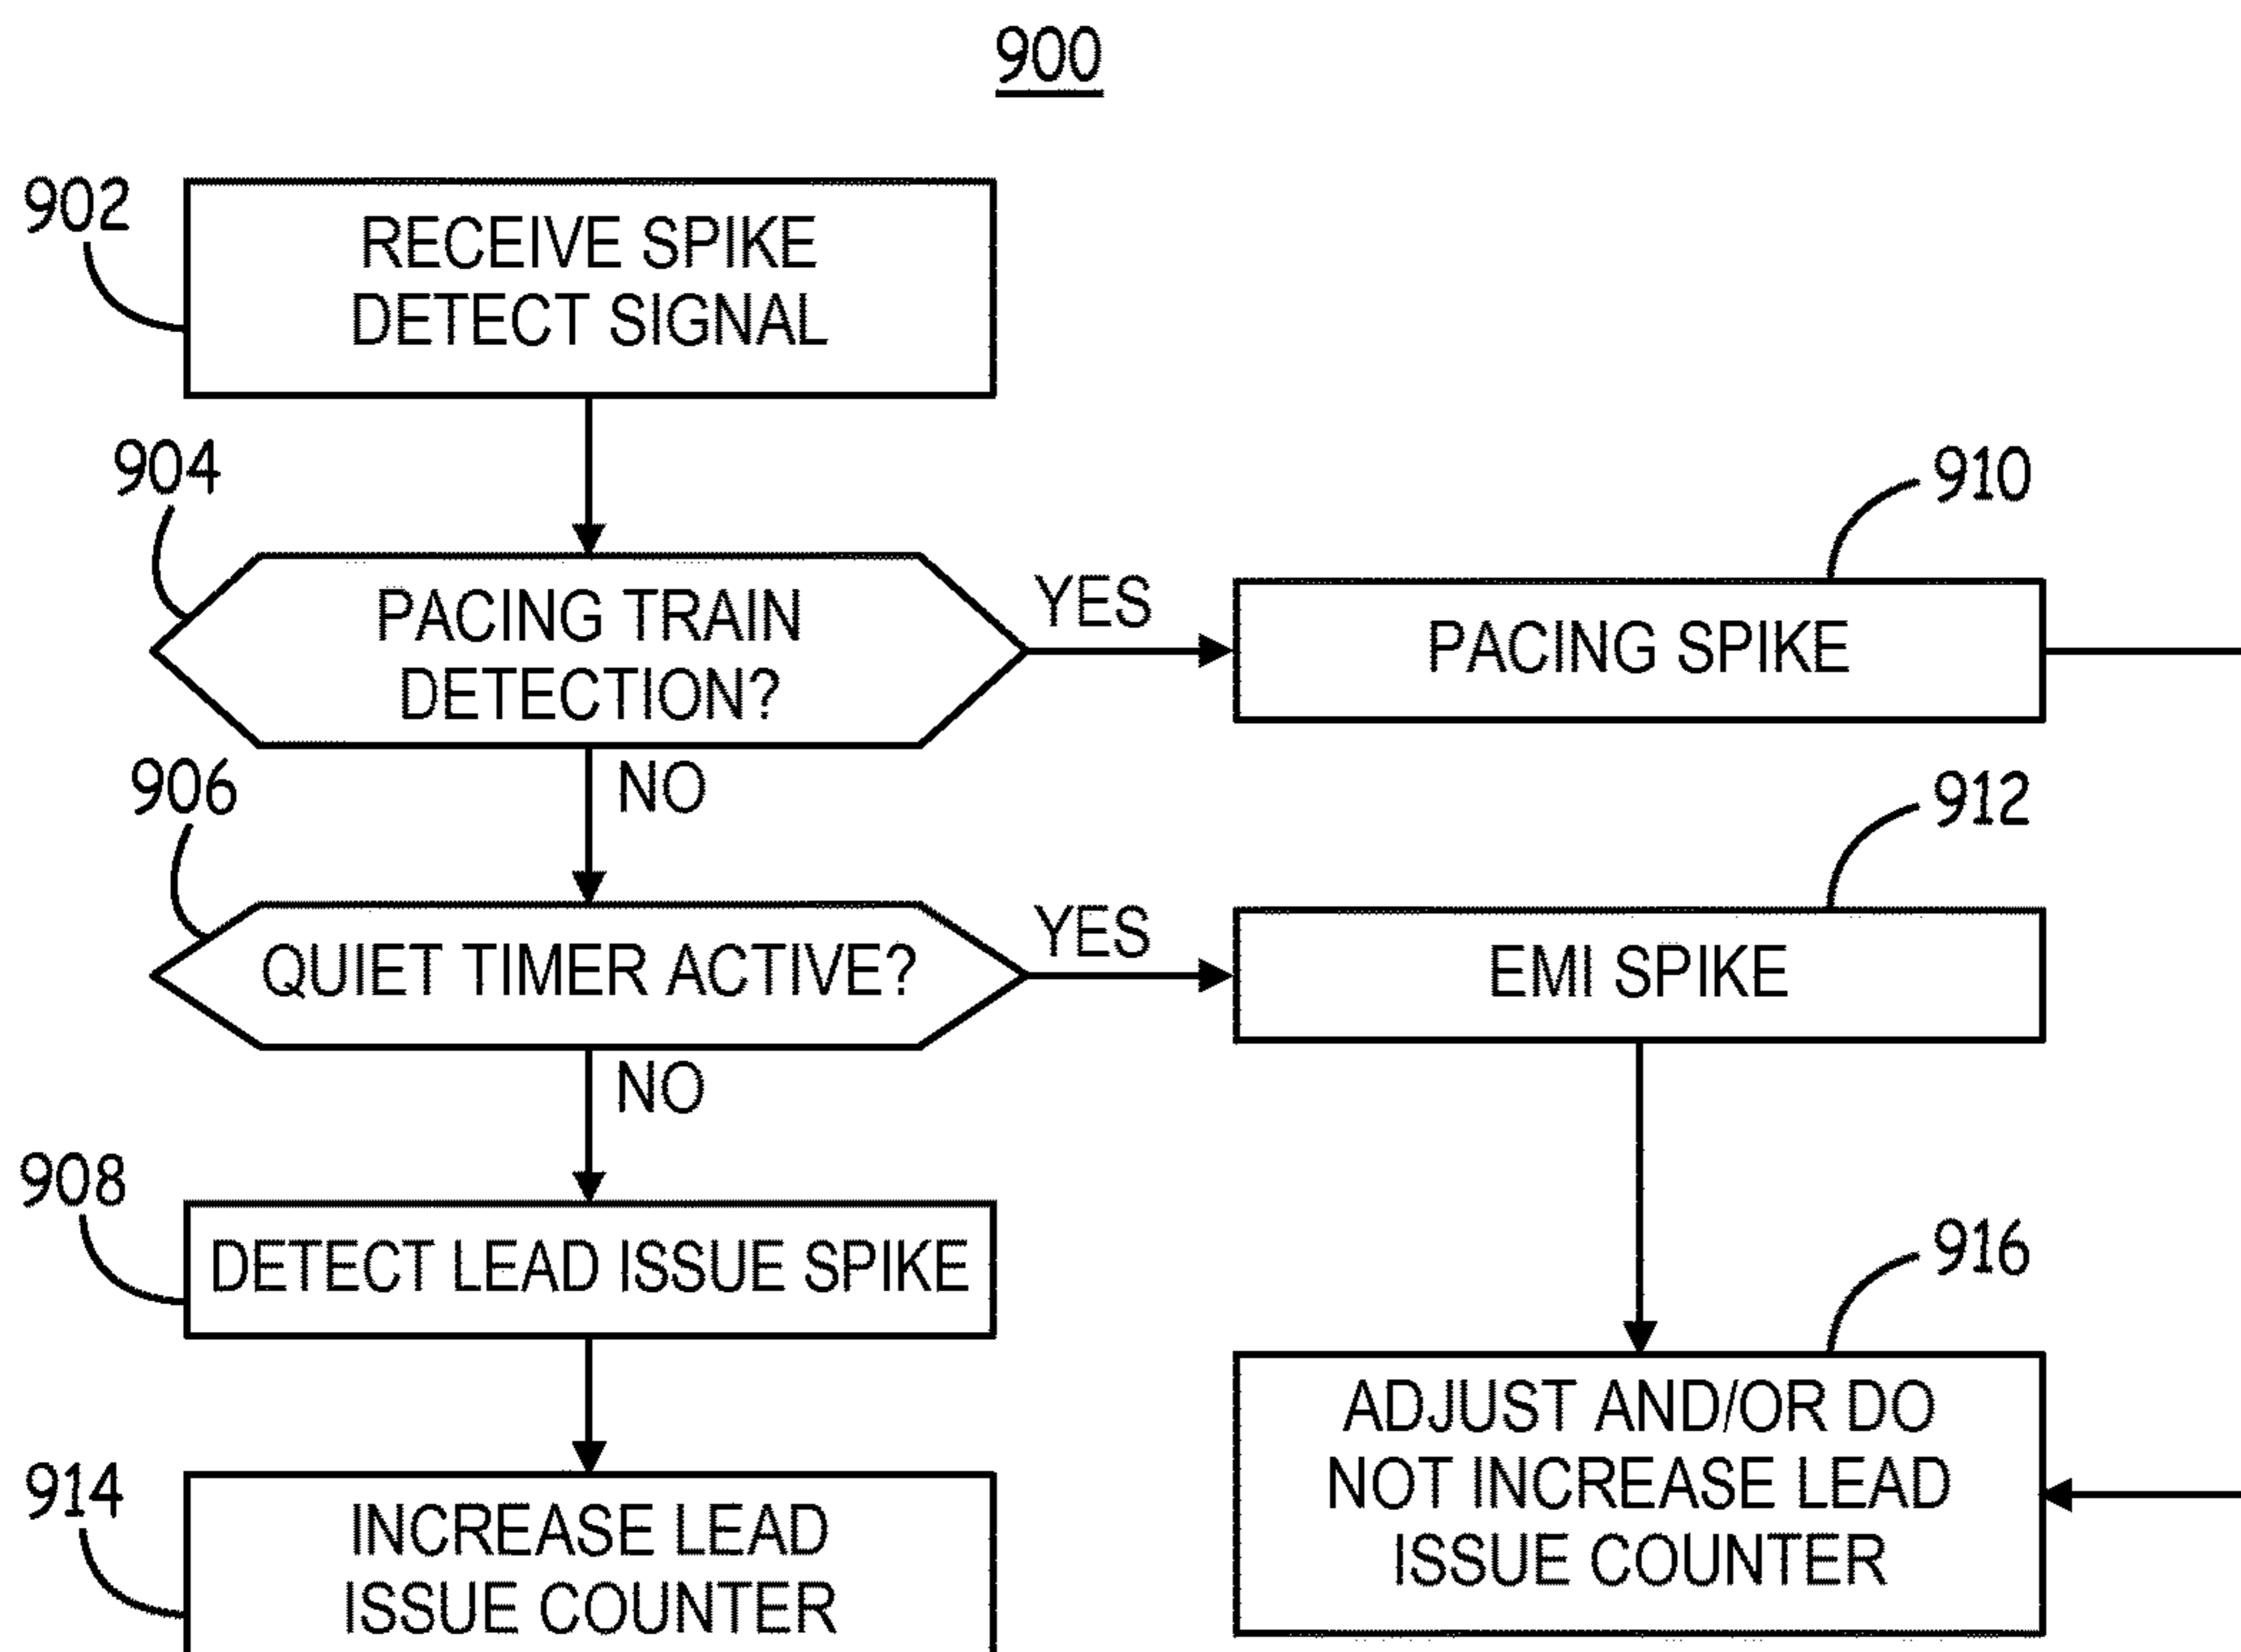 900
902
RECEIVE SPIKE
DETECT SIGNAL
904
PACING TRAIN
DETECTION?
YES
910
PACING SPIKE
NO
906
QUIET TIMER ACTIVE?
YES
912
EMI SPIKE
NO
908
DETECT LEAD ISSUE SPIKE
916
ADJUST AND/OR DO
NOT INCREASE LEAD
ISSUE COUNTER
914
INCREASE LEAD
ISSUE COUNTER